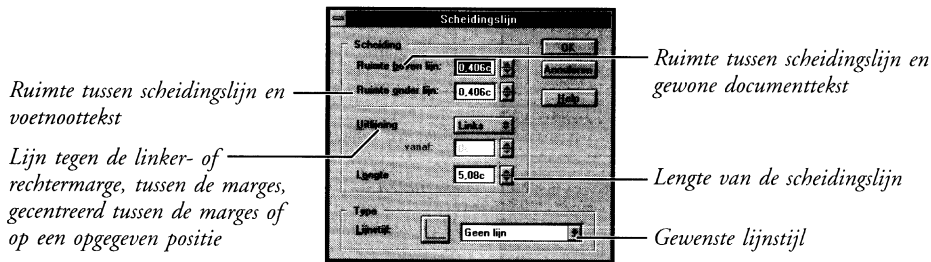 Scheidingslijn
Scheiding
Ruimte boven lijn: 0,406c
Ruimte onder lijn: 0,406c
Uitlijning Links
vanaf:
Lengte 5,08c
Type
Lijnstijl: Geen lijn
OK
Annuleren
Help
Ruimte tussen scheidingslijn en
voetnoottekst
Lijn tegen de linker- of
rechtermarge, tussen de marges,
gecentreerd tussen de marges of
op een opgegeven positie
Ruimte tussen scheidingslijn en
gewone documenttekst
Lengte van de scheidingslijn
Gewenste lijnstijl